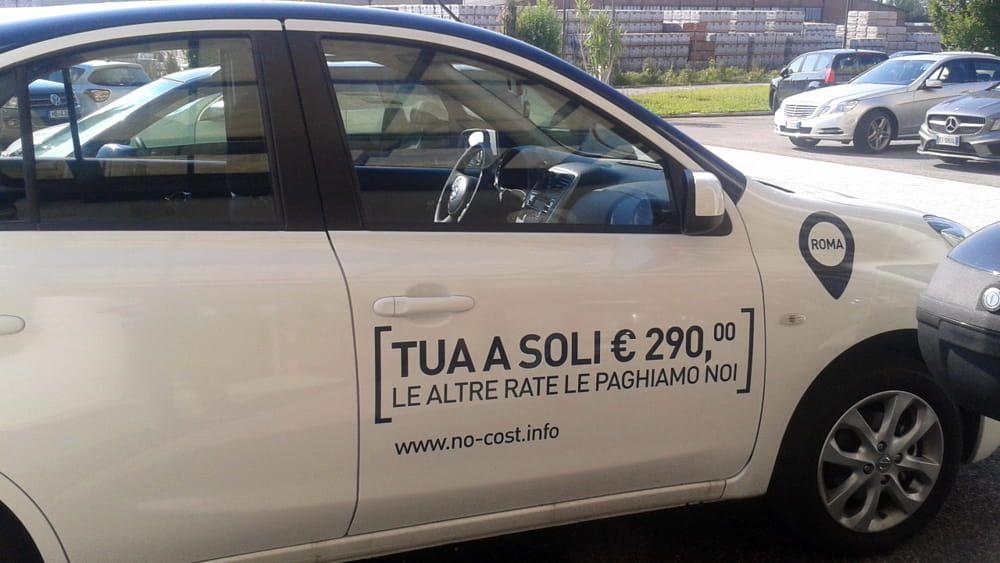 ROMA
[TUA A SOLI € 290,00
LE ALTRE RATE LE PAGHIAMO NOI]
www.no-cost.info